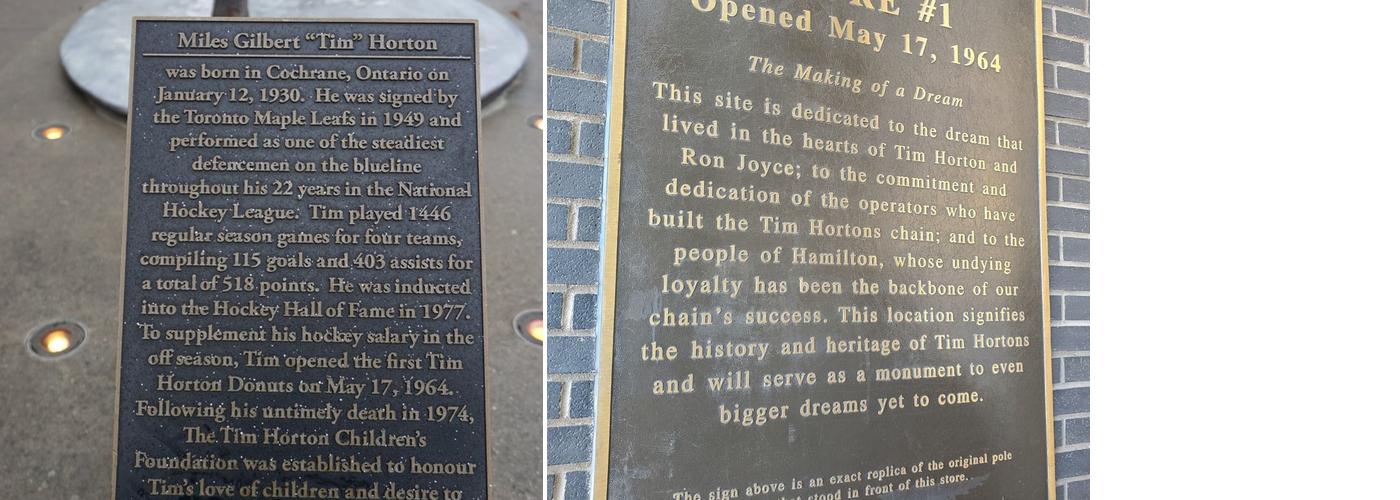 Miles Gilbert “Tim” Horton
was born in Cochrane, Ontario on
January 12, 1930. He was signed by
the Toronto Maple Leafs in 1949 and
performed as one of the steadiest
defencemen on the blueline
throughout his 22 years in the National
Hockey League. Tim played 1446
regular season games for four teams,
compiling 115 goals and 403 assists for
a total of 518 points. He was inducted
into the Hockey Hall of Fame in 1977.
To supplement his hockey salary in the
off season, Tim opened the first Tim
Horton Donuts on May 17, 1964.
Following his untimely death in 1974,
The Tim Horton Children’s
Foundation was established to honour
Tim’s love of children and desire to
#1
Opened May 17, 1964
The Making of a Dream
This site is dedicated to the dream that
lived in the hearts of Tim Horton and
Ron Joyce; to the commitment and
dedication of the operators who have
built the Tim Hortons chain; and to the
people of Hamilton, whose undying
loyalty has been the backbone of our
chain’s success. This location signifies
the history and heritage of Tim Hortons
and will serve as a monument to even
bigger dreams yet to come.
The sign above is an exact replica of the original pole
that stood in front of this store.